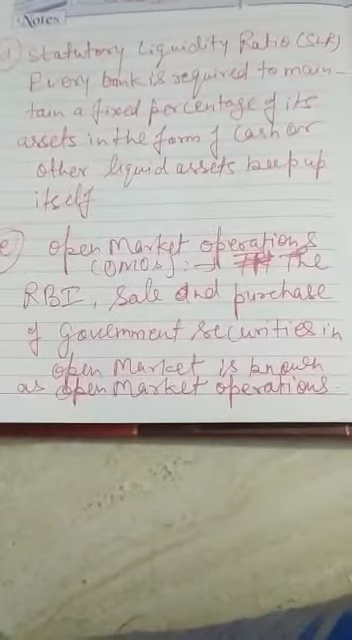 Notes
d Statutory Liquidity Ratio (SLR)
Every bank is required to main-
tain a fixed percentage of its
assets in the form of Cash or
other liquid assets keep up
itself
e Open Market operations
(OMOs) :→ The
RBI, Sale and purchase
of Government Securities in
open Market is known
as open Market operations.